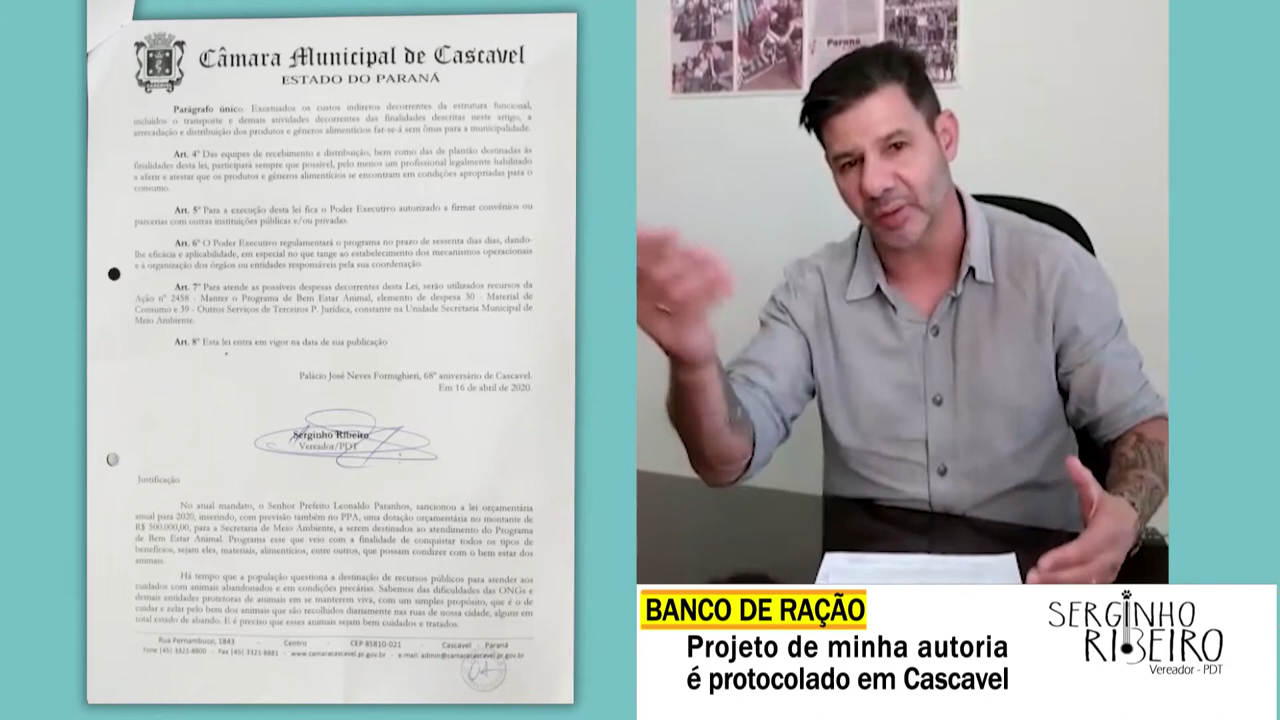 Câmara Municipal de Cascavel
ESTADO DO PARANÁ
Parágrafo único. Excetuados os custos indiretos decorrentes da estrutura funcional,
incluídos o transporte e demais atividades decorrentes das finalidades descritas neste artigo, a
arrecadação e distribuição dos produtos e gêneros alimentícios far-se-á sem ônus para a municipalidade.
Art. 4º Das equipes de recebimento e distribuição, bem como das de plantão destinadas às
finalidades desta lei, participará sempre que possível, pelo menos um profissional legalmente habilitado
a aferir e atestar que os produtos e gêneros alimentícios se encontram em condições apropriadas para o
consumo.
Art. 5º Para a execução desta lei fica o Poder Executivo autorizado a firmar convênios ou
parcerias com outras instituições públicas e/ou privadas.
Art. 6º O Poder Executivo regulamentará o programa no prazo de sessenta dias dias, dando-
lhe eficácia e aplicabilidade, em especial no que tange ao estabelecimento dos mecanismos operacionais
e à organização dos órgãos ou entidades responsáveis pela sua coordenação.
Art. 7º Para atende as possíveis despesas decorrentes desta Lei, serão utilizados recursos da
Ação nº 2458 - Manter o Programa de Bem Estar Animal, elemento de despesa 30 - Material de
Consumo e 39 - Outros Serviços de Terceiros P. Jurídica, constante na Unidade Secretaria Municipal de
Meio Ambiente.
Art. 8º Esta lei entra em vigor na data de sua publicação
Palácio José Neves Formighieri, 68º aniversário de Cascavel.
Em 16 de abril de 2020.
Serginho Ribeiro
Vereador/PDT
Justificação
No atual mandato, o Senhor Prefeito Leonaldo Paranhos, sancionou a lei orçamentária
anual para 2020, inserindo, com previsão também no PPA, uma dotação orçamentária no montante de
R$ 500.000,00, para a Secretaria de Meio Ambiente, a serem destinados ao atendimento do Programa
de Bem Estar Animal. Programa esse que veio com a finalidade de conquistar todos os tipos de
benefícios, sejam eles, materiais, alimentícios, entre outros, que possam condizer com o bem estar dos
animais.
Há tempo que a população questiona a destinação de recursos públicos para atender aos
cuidados com animais abandonados e em condições precárias. Sabemos das dificuldades das ONGs e
demais entidades protetoras de animais em se manterem viva, com um simples propósito, que é o de
cuidar e zelar pelo bem dos animais que são recolhidos diariamente nas ruas de nossa cidade, alguns em
total estado de abando. E é preciso que esses animais sejam bem cuidados e tratados.
Rua Pernambuco, 1843 - Centro - CEP 85810-021 - Cascavel - Paraná
Fone (45) 3321-8800 - Fax (45) 3321-8881 - www.camaracascavel.pr.gov.br - e-mail: admin@camaracascavel.pr.gov.br
Paraná
BANCO DE RAÇÃO
Projeto de minha autoria
é protocolado em Cascavel
SERGINHO
RIBEIRO
Vereador - PDT